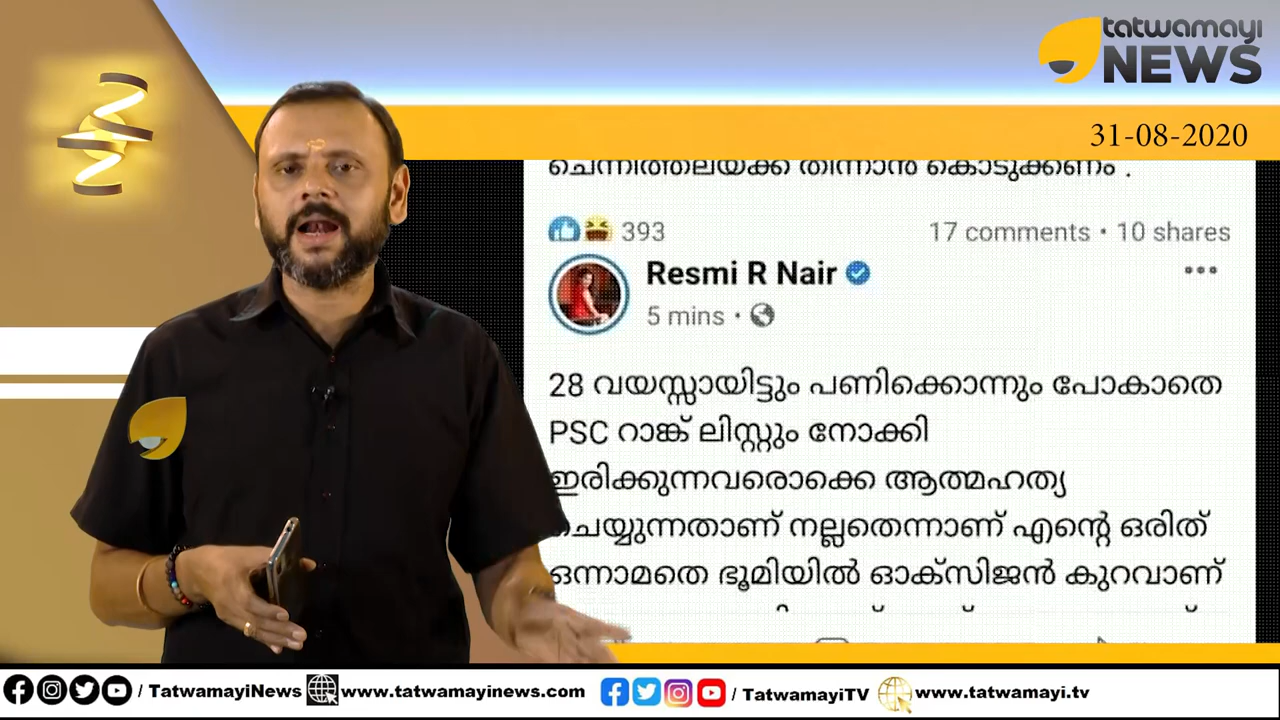 tatwamayi
NEWS
31-08-2020
ചെന്നിത്തലയ്ക്ക് തിന്നാൻ കൊടുക്കണം .
393
17 comments • 10 shares
Resmi R Nair
5 mins •
28 വയസ്സായിട്ടും പണിക്കൊന്നും പോകാതെ
PSC റാങ്ക് ലിസ്റ്റും നോക്കി
ഇരിക്കുന്നവരൊക്കെ ആത്മഹത്യ
ചെയ്യുന്നതാണ് നല്ലതെന്നാണ് എന്റെ ഒരിത്
ഒന്നാമതെ ഭൂമിയിൽ ഓക്സിജൻ കുറവാണ്
/ TatwamayiNews
www.tatwamayinews.com
/ TatwamayiTV
www.tatwamayi.tv